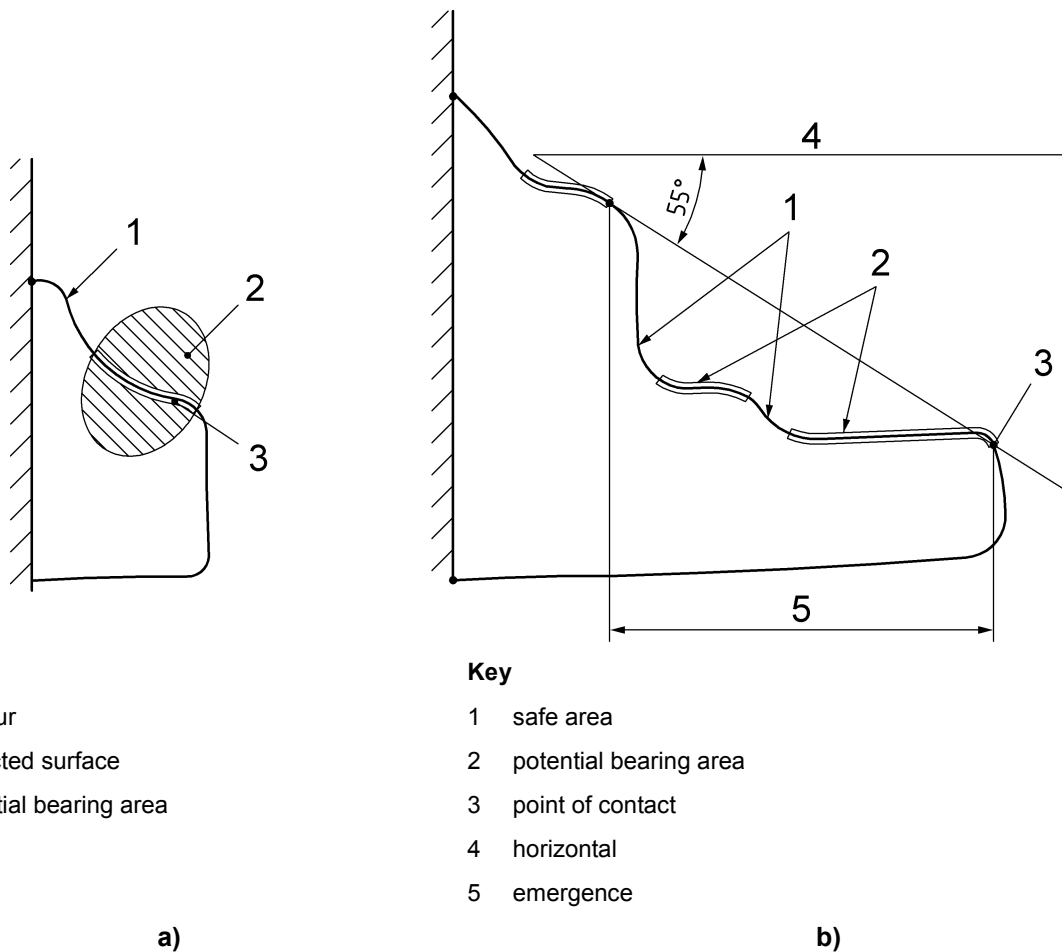 4
1
55°
1
2
2
3
3
5
Key
1 safe area
ur
cted surface
2 potential bearing area
tial bearing area
3 point of contact
4 horizontal
5 emergence
a)
b)